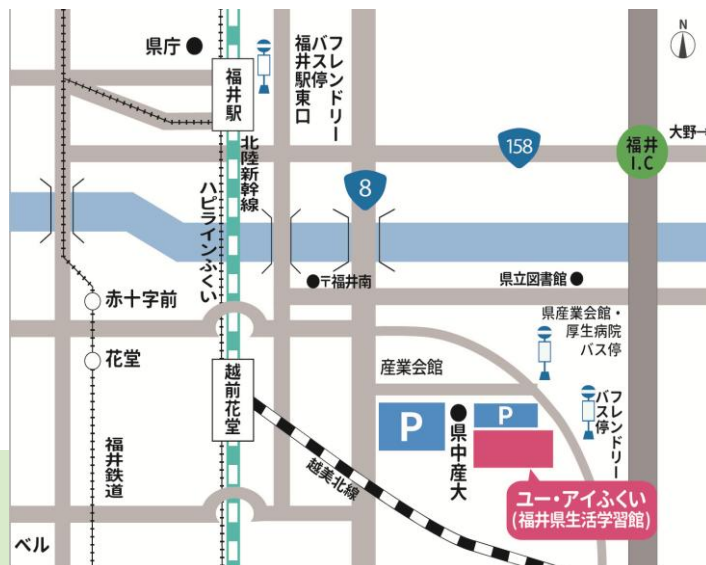 県庁
福井駅
フレンドリー
バス停
福井駅東口
N
北陸新幹線
ハピラインふくい
158
福井
I.C
大野→
8
〒福井南
県立図書館
赤十字前
花堂
福井鉄道
越前花堂
越美北線
産業会館
県産業会館・
厚生病院
バス停
P
県中産大
P
フレンドリー
バス停
ユー・アイふくい
(福井県生活学習館)
ベル